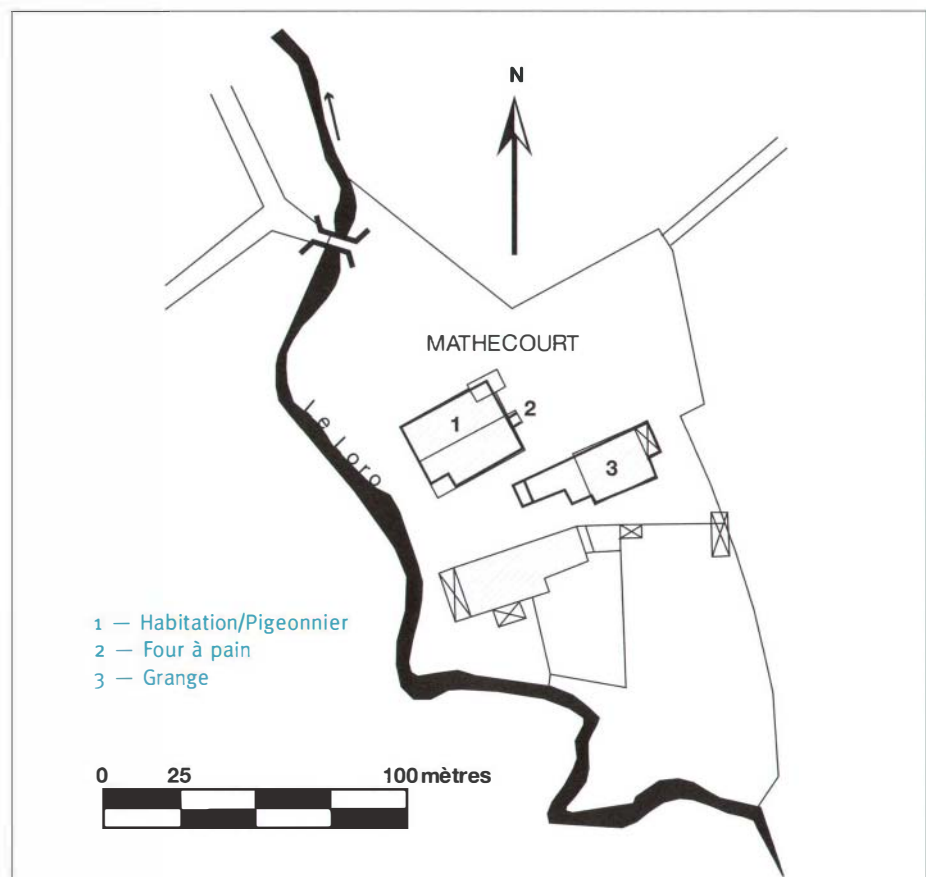 N
MATHECOURT
1
2
3
Le Loro
1 — Habitation/Pigeonnier
2 — Four à pain
3 — Grange
0 25 100 mètres